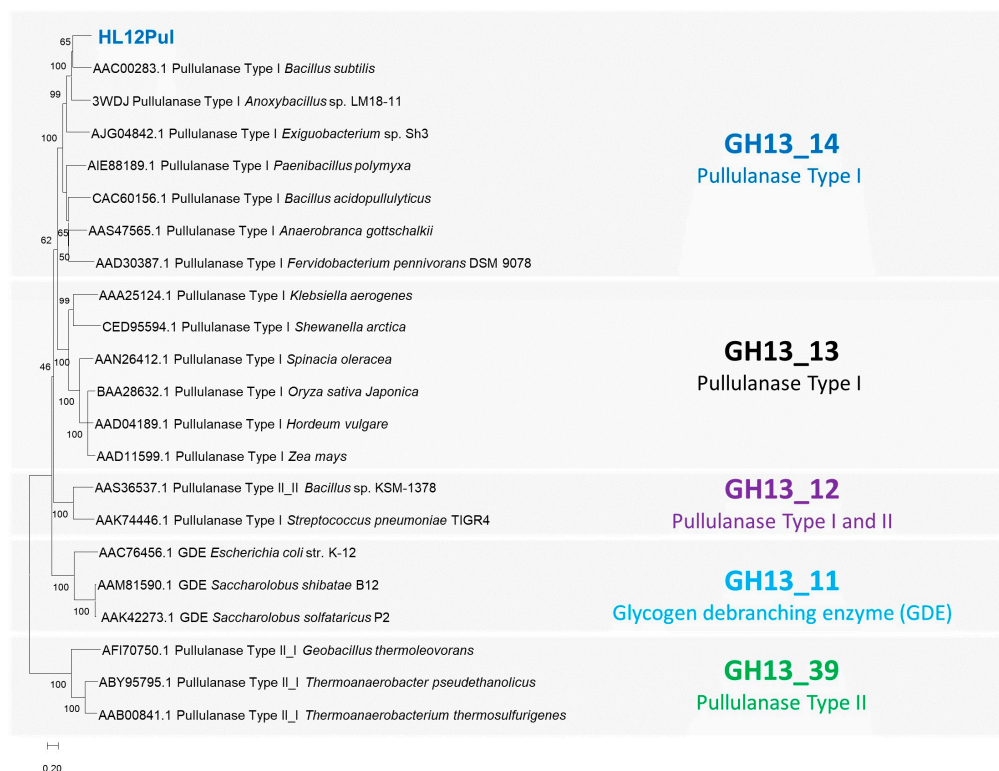 HL12Pul
65
AAC00283.1 Pullulanase Type I Bacillus subtilis
100
3WDJ Pullulanase Type I Anoxybacillus sp. LM18-11
99
AJG04842.1 Pullulanase Type I Exiguobacterium sp. Sh3
100
GH13_14
Pullulanase Type I
AIE88189.1 Pullulanase Type I Paenibacillus polymyxa
CAC60156.1 Pullulanase Type I Bacillus acidopullulyticus
AAS47565.1 Pullulanase Type I Anaerobranca gottschalkii
65
62
50
AAD30387.1 Pullulanase Type I Fervidobacterium pennivorans DSM 9078
AAA25124.1 Pullulanase Type I Klebsiella aerogenes
99
CED95594.1 Pullulanase Type I Shewanella arctica
GH13_13
Pullulanase Type I
AAN26412.1 Pullulanase Type I Spinacia oleracea
100
46
BAA28632.1 Pullulanase Type I Oryza sativa Japonica
100
AAD04189.1 Pullulanase Type I Hordeum vulgare
100
AAD11599.1 Pullulanase Type I Zea mays
AAS36537.1 Pullulanase Type II_II Bacillus sp. KSM-1378
GH13_12
Pullulanase Type I and II
100
AAK74446.1 Pullulanase Type I Streptococcus pneumoniae TIGR4
AAC76456.1 GDE Escherichia coli str. K-12
GH13_11
Glycogen debranching enzyme (GDE)
100
AAM81590.1 GDE Saccharolobus shibatae B12
100
AAK42273.1 GDE Saccharolobus solfataricus P2
AFI70750.1 Pullulanase Type II_I Geobacillus thermoleovorans
GH13_39
Pullulanase Type II
100
ABY95795.1 Pullulanase Type II_I Thermoanaerobacter pseudethanolicus
100
AAB00841.1 Pullulanase Type II_I Thermoanaerobacterium thermosulfurigenes
0.20